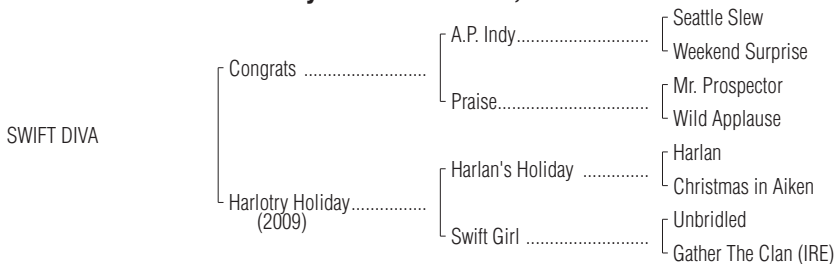 Seattle Slew
A.P. Indy............................
Weekend Surprise
Congrats ..........................
Mr. Prospector
Praise................................
Wild Applause
SWIFT DIVA
Harlan
Harlan's Holiday ..............
Christmas in Aiken
Harlotry Holiday................
(2009)
Unbridled
Swift Girl ..........................
Gather The Clan (IRE)